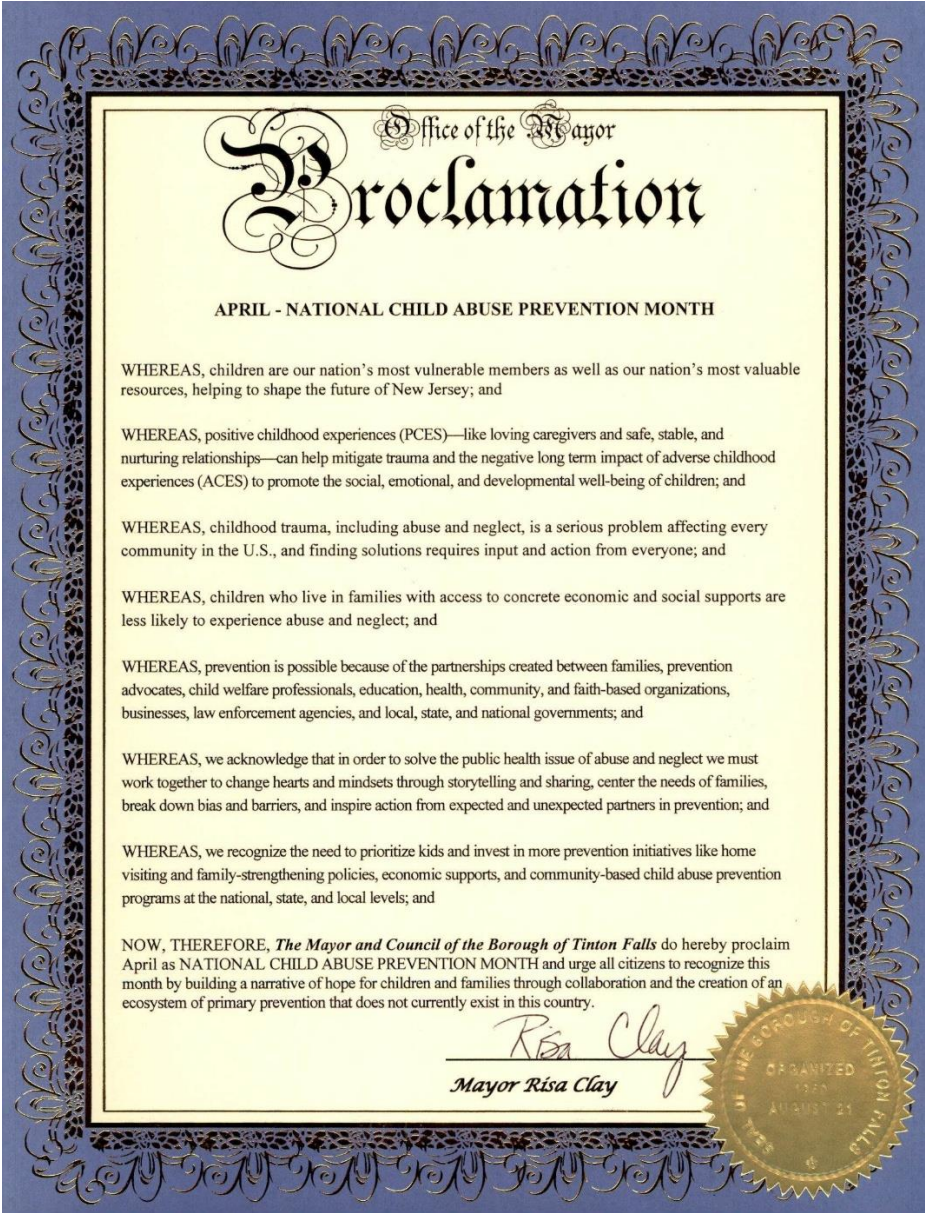 Office of the Mayor
Proclamation
APRIL - NATIONAL CHILD ABUSE PREVENTION MONTH
WHEREAS, children are our nation's most vulnerable members as well as our nation's most valuable
resources, helping to shape the future of New Jersey; and
WHEREAS, positive childhood experiences (PCES)—like loving caregivers and safe, stable, and
nurturing relationships—can help mitigate trauma and the negative long term impact of adverse childhood
experiences (ACES) to promote the social, emotional, and developmental well-being of children; and
WHEREAS, childhood trauma, including abuse and neglect, is a serious problem affecting every
community in the U.S., and finding solutions requires input and action from everyone; and
WHEREAS, children who live in families with access to concrete economic and social supports are
less likely to experience abuse and neglect; and
WHEREAS, prevention is possible because of the partnerships created between families, prevention
advocates, child welfare professionals, education, health, community, and faith-based organizations,
businesses, law enforcement agencies, and local, state, and national governments; and
WHEREAS, we acknowledge that in order to solve the public health issue of abuse and neglect we must
work together to change hearts and mindsets through storytelling and sharing, center the needs of families,
break down bias and barriers, and inspire action from expected and unexpected partners in prevention; and
WHEREAS, we recognize the need to prioritize kids and invest in more prevention initiatives like home
visiting and family-strengthening policies, economic supports, and community-based child abuse prevention
programs at the national, state, and local levels; and
NOW, THEREFORE, The Mayor and Council of the Borough of Tinton Falls do hereby proclaim
April as NATIONAL CHILD ABUSE PREVENTION MONTH and urge all citizens to recognize this
month by building a narrative of hope for children and families through collaboration and the creation of an
ecosystem of primary prevention that does not currently exist in this country.
Risa Clay
Mayor Risa Clay
SEAL OF THE BOROUGH OF TINTON FALLS
ORGANIZED
AUGUST 21